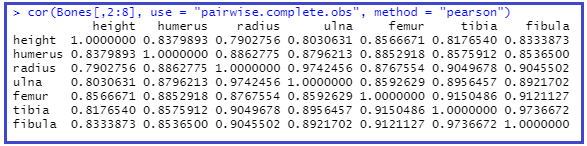 > cor(Bones[,2:8], use = "pairwise.complete.obs", method = "pearson")
height humerus radius ulna femur tibia fibula
height 1.0000000 0.8379893 0.7902756 0.8030631 0.8566671 0.8176540 0.8333873
humerus 0.8379893 1.0000000 0.8862775 0.8796213 0.8852918 0.8575912 0.8536500
radius 0.7902756 0.8862775 1.0000000 0.9742456 0.8767554 0.9049678 0.9045502
ulna 0.8030631 0.8796213 0.9742456 1.0000000 0.8592629 0.8956457 0.8921702
femur 0.8566671 0.8852918 0.8767554 0.8592629 1.0000000 0.9150486 0.9121127
tibia 0.8176540 0.8575912 0.9049678 0.8956457 0.9150486 1.0000000 0.9736672
fibula 0.8333873 0.8536500 0.9045502 0.8921702 0.9121127 0.9736672 1.0000000